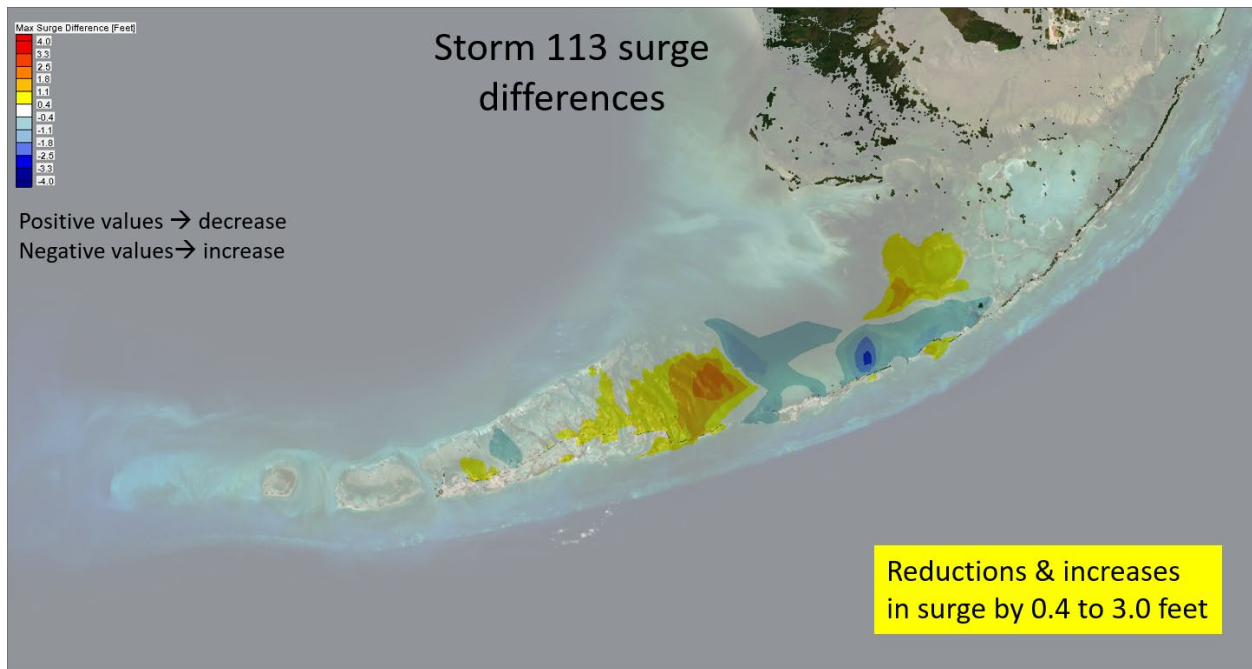 Max Surge Difference [Feet]
4.0
3.3
2.5
1.8
1.1
0.4
-0.4
-1.1
-1.8
-2.5
-3.3
-4.0
Storm 113 surge
differences
Positive values → decrease
Negative values→ increase
Reductions & increases
in surge by 0.4 to 3.0 feet